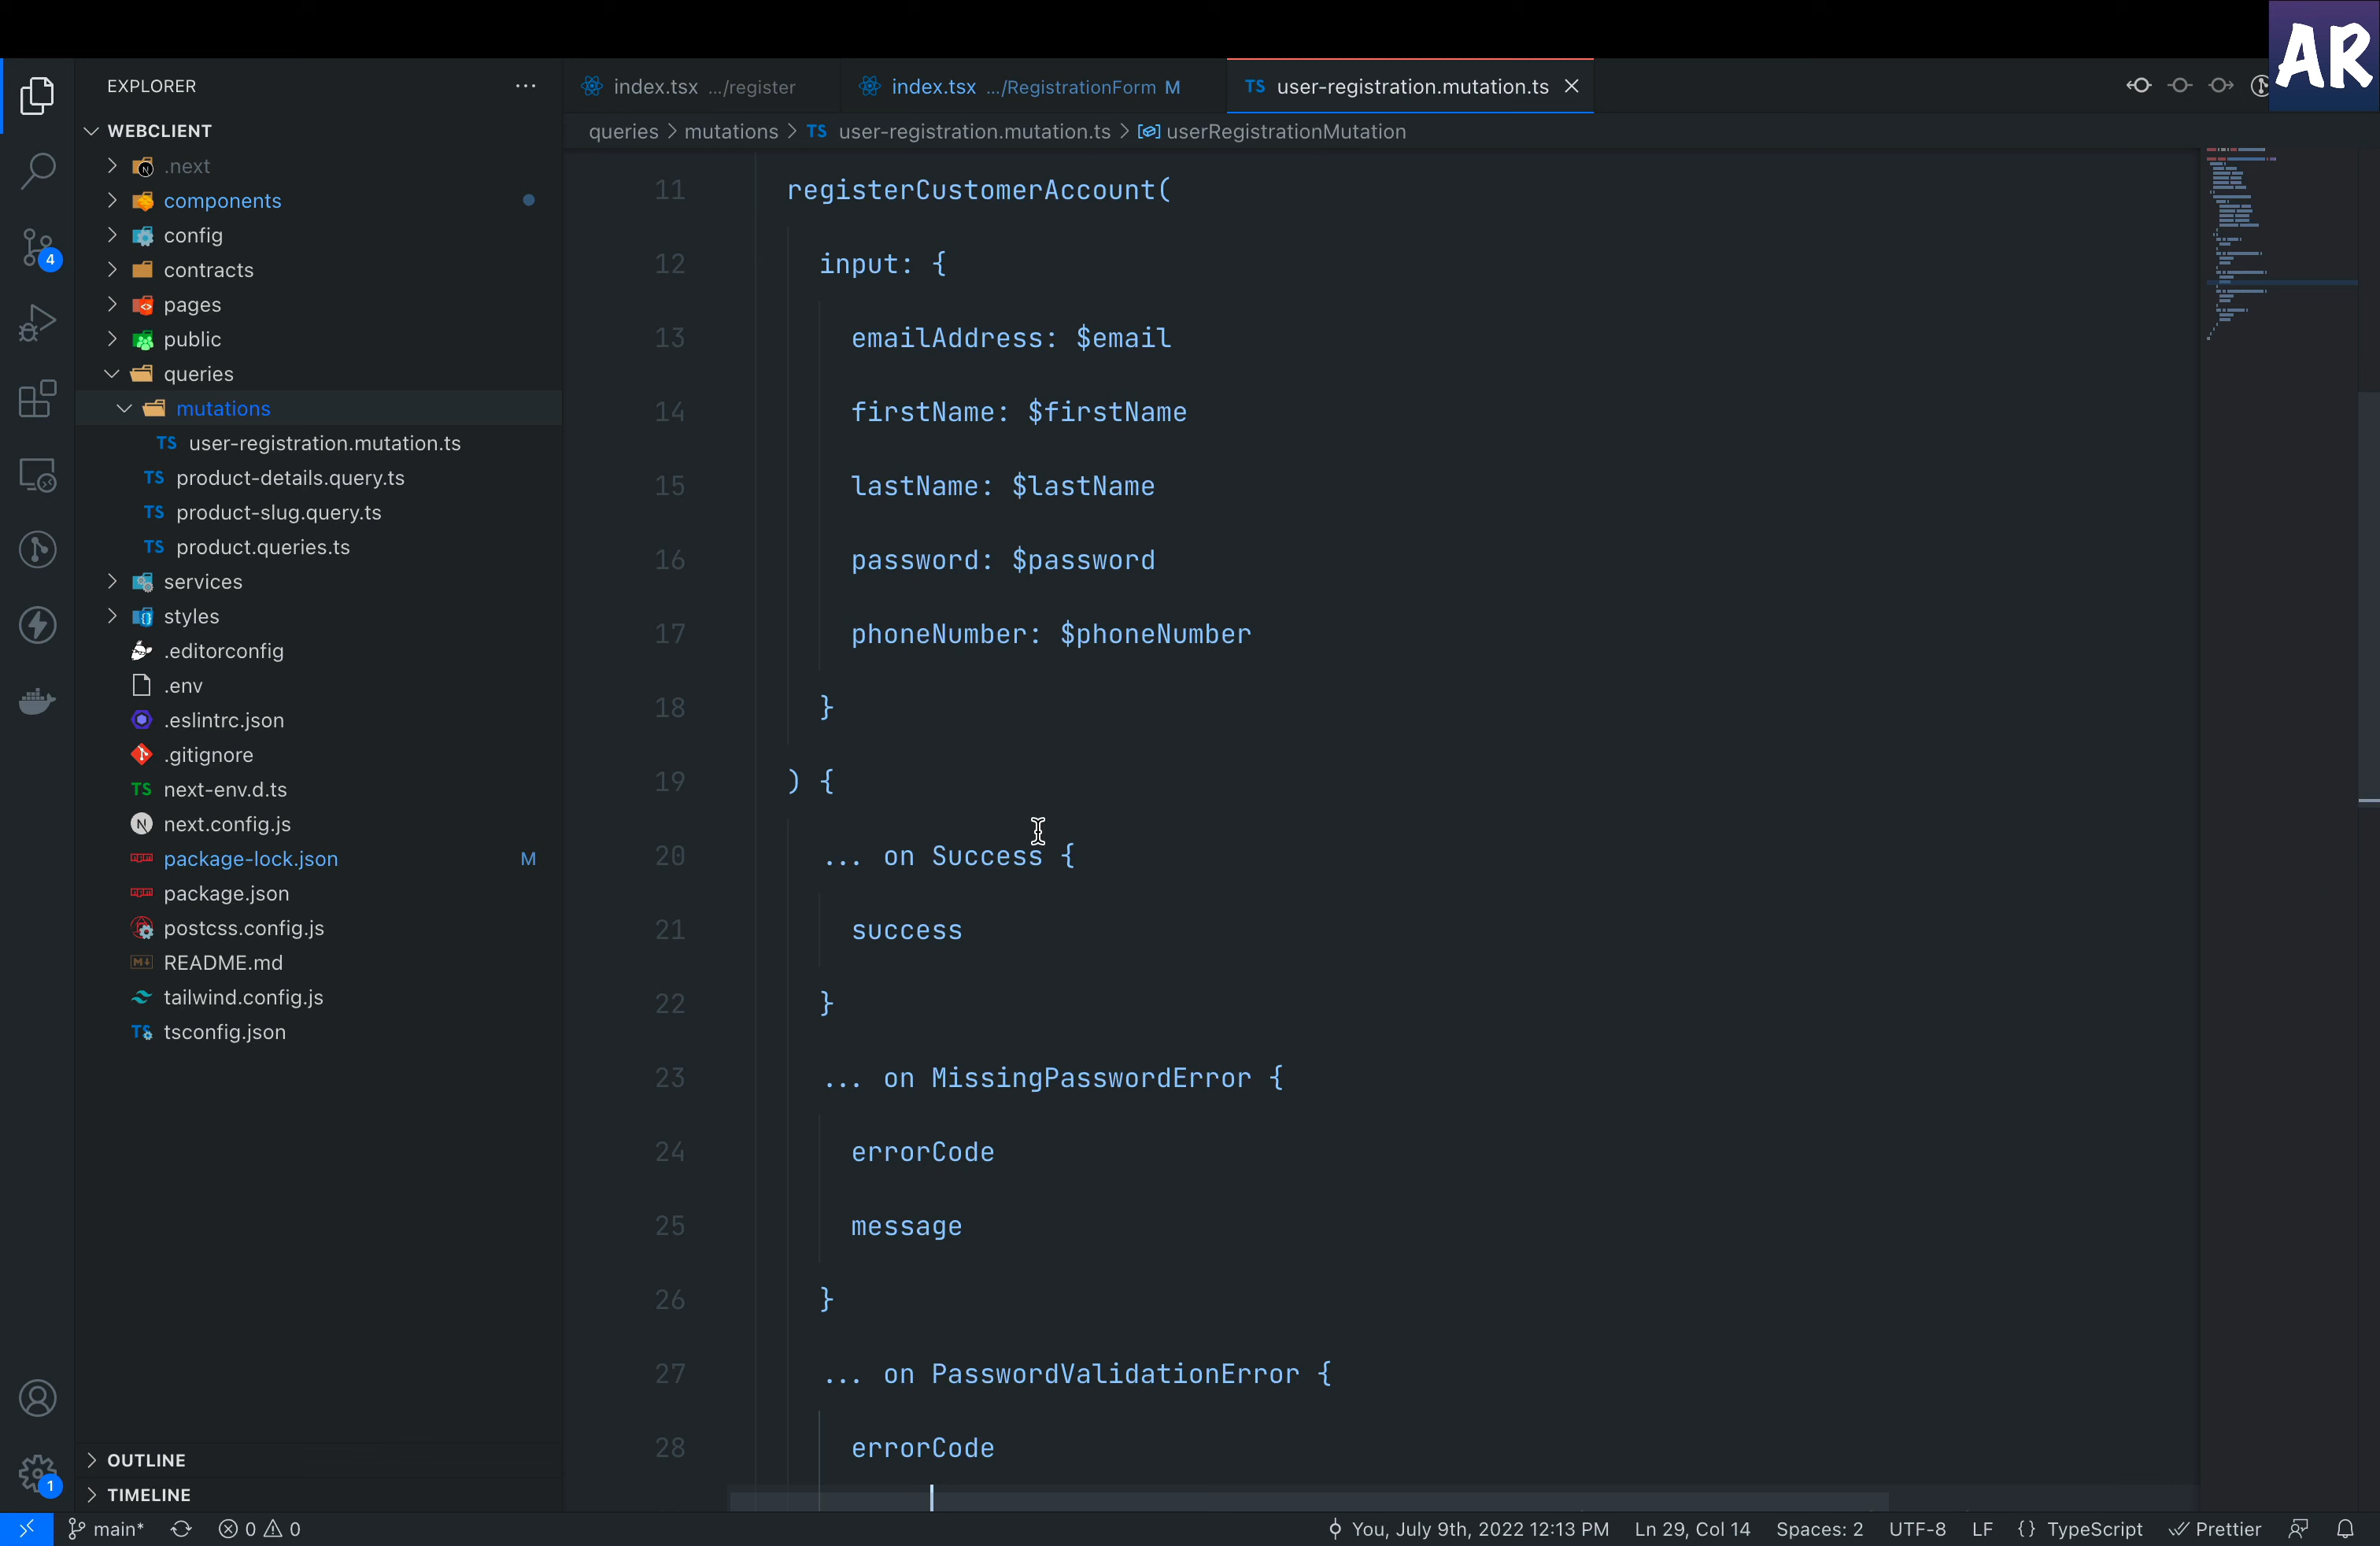 AR
EXPLORER
index.tsx .../register
index.tsx .../RegistrationForm M
TS user-registration.mutation.ts
WEBCLIENT
queries > mutations > TS user-registration.mutation.ts > userRegistrationMutation
.next
components
config
contracts
pages
public
queries
mutations
TS user-registration.mutation.ts
TS product-details.query.ts
TS product-slug.query.ts
TS product.queries.ts
services
styles
.editorconfig
.env
.eslintrc.json
.gitignore
TS next-env.d.ts
N next.config.js
package-lock.json M
package.json
postcss.config.js
README.md
tailwind.config.js
TS tsconfig.json
4
11 registerCustomerAccount(
12 input: {
13 emailAddress: $email
14 firstName: $firstName
15 lastName: $lastName
16 password: $password
17 phoneNumber: $phoneNumber
18 }
19 ) {
20 ... on Success {
21 success
22 }
23 ... on MissingPasswordError {
24 errorCode
25 message
26 }
27 ... on PasswordValidationError {
28 errorCode
OUTLINE
1
TIMELINE
main* 0 0 You, July 9th, 2022 12:13 PM Ln 29, Col 14 Spaces: 2 UTF-8 LF {} TypeScript Prettier